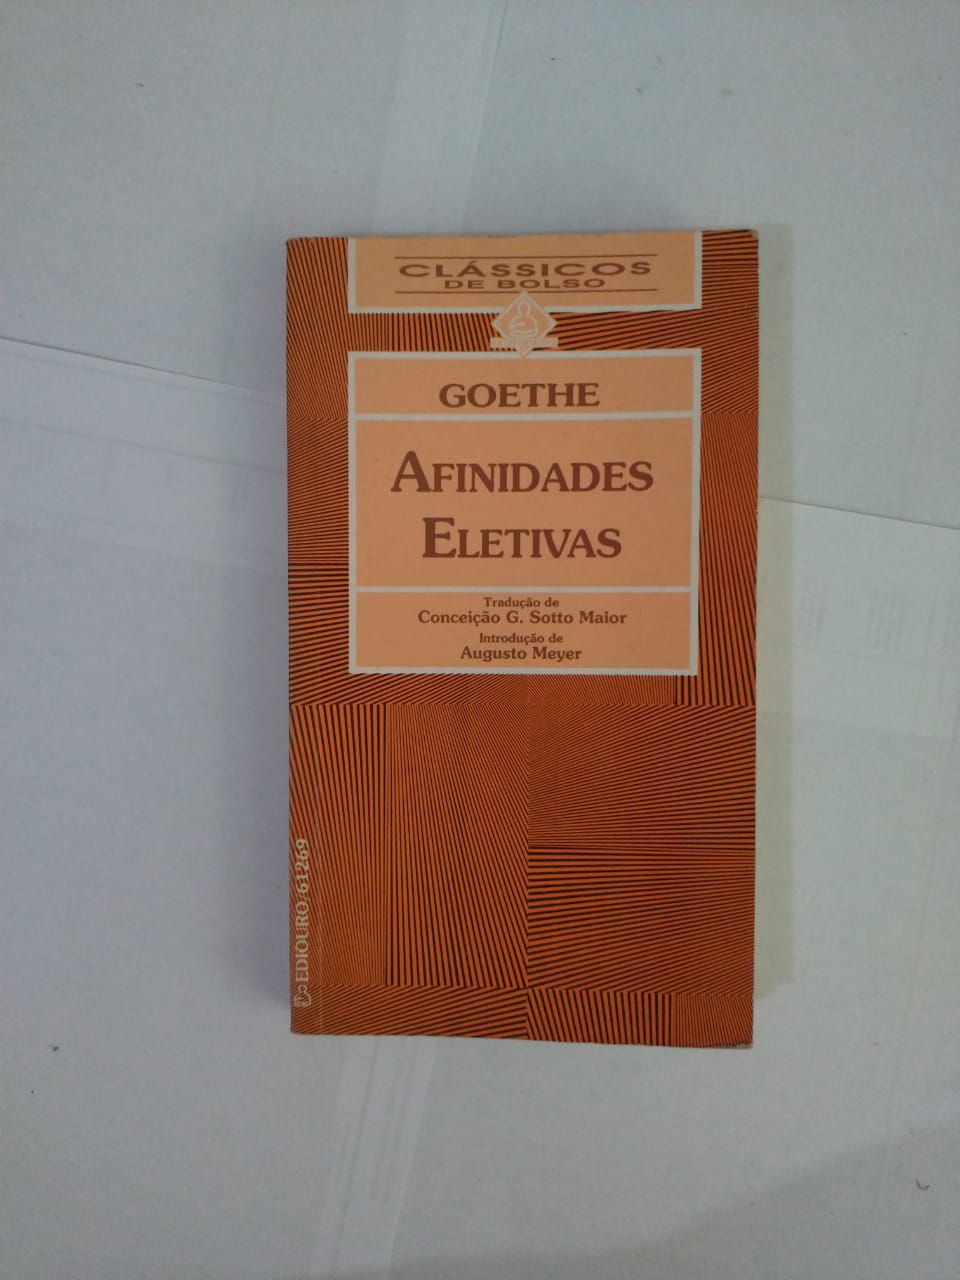 CLÁSSICOS
DE BOLSO
GOETHE
AFINIDADES
ELETIVAS
Tradução de
Conceição G. Sotto Maior
Introdução de
Augusto Meyer
EDIOURO 61269